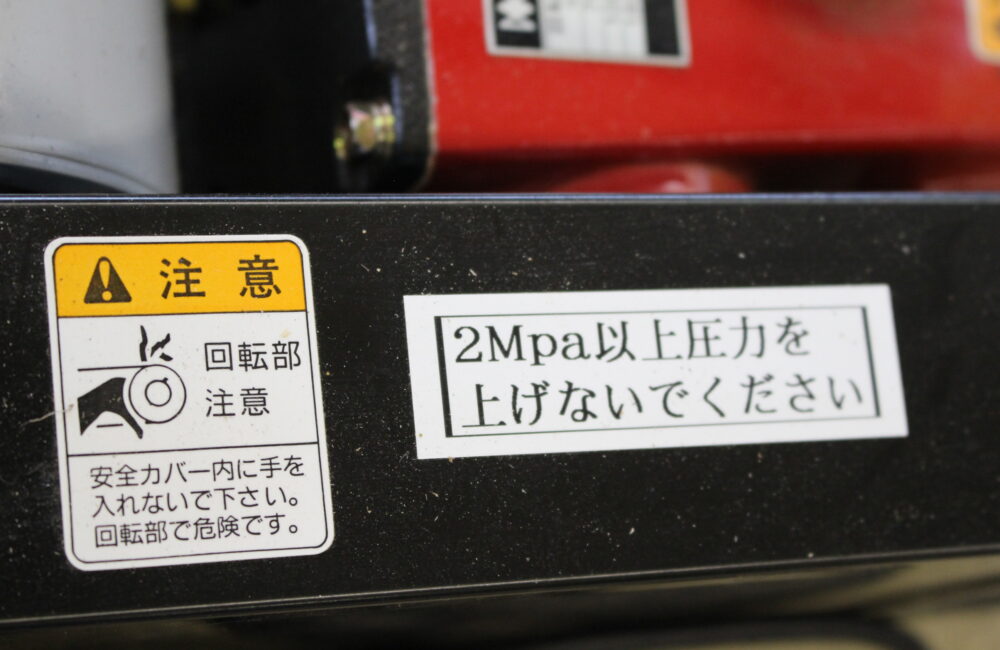 注意
回転部
注意
安全カバー内に手を
入れないで下さい。
回転部で危険です。
2Mpa以上圧力を
上げないでください